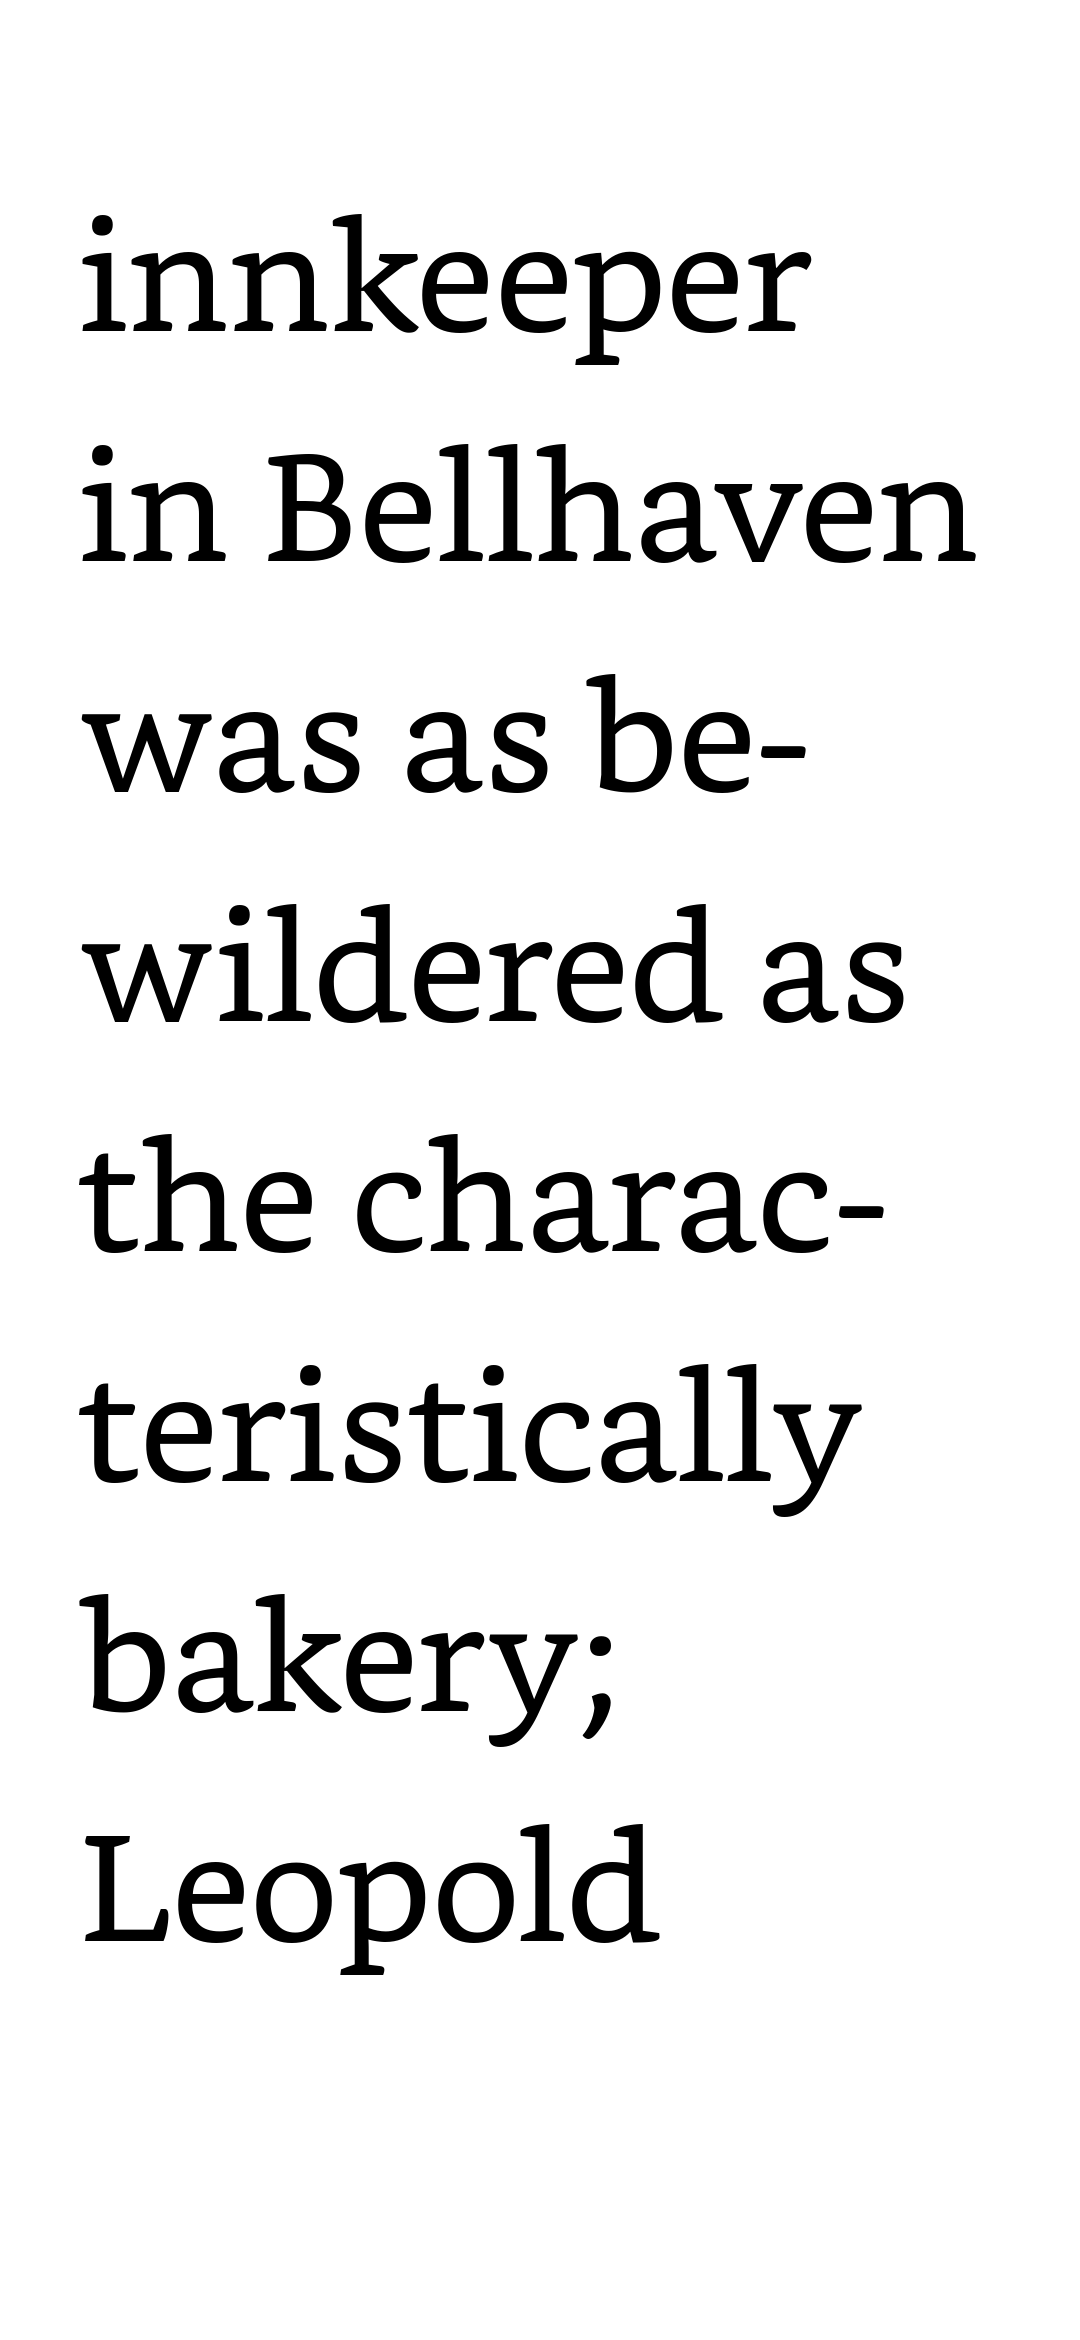 innkeeper
in Bellhaven
was as be-
wildered as
the charac-
teristically
bakery;
Leopold